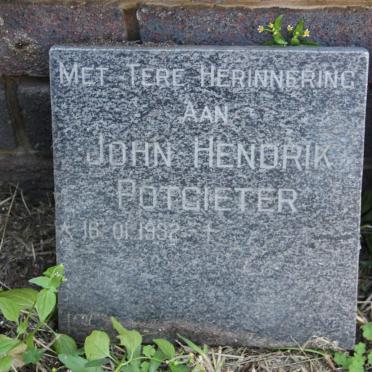 MET TERE HERINNERING
AAN
JOHN HENDRIK
POTGIETER
* 16.01.1932 - †